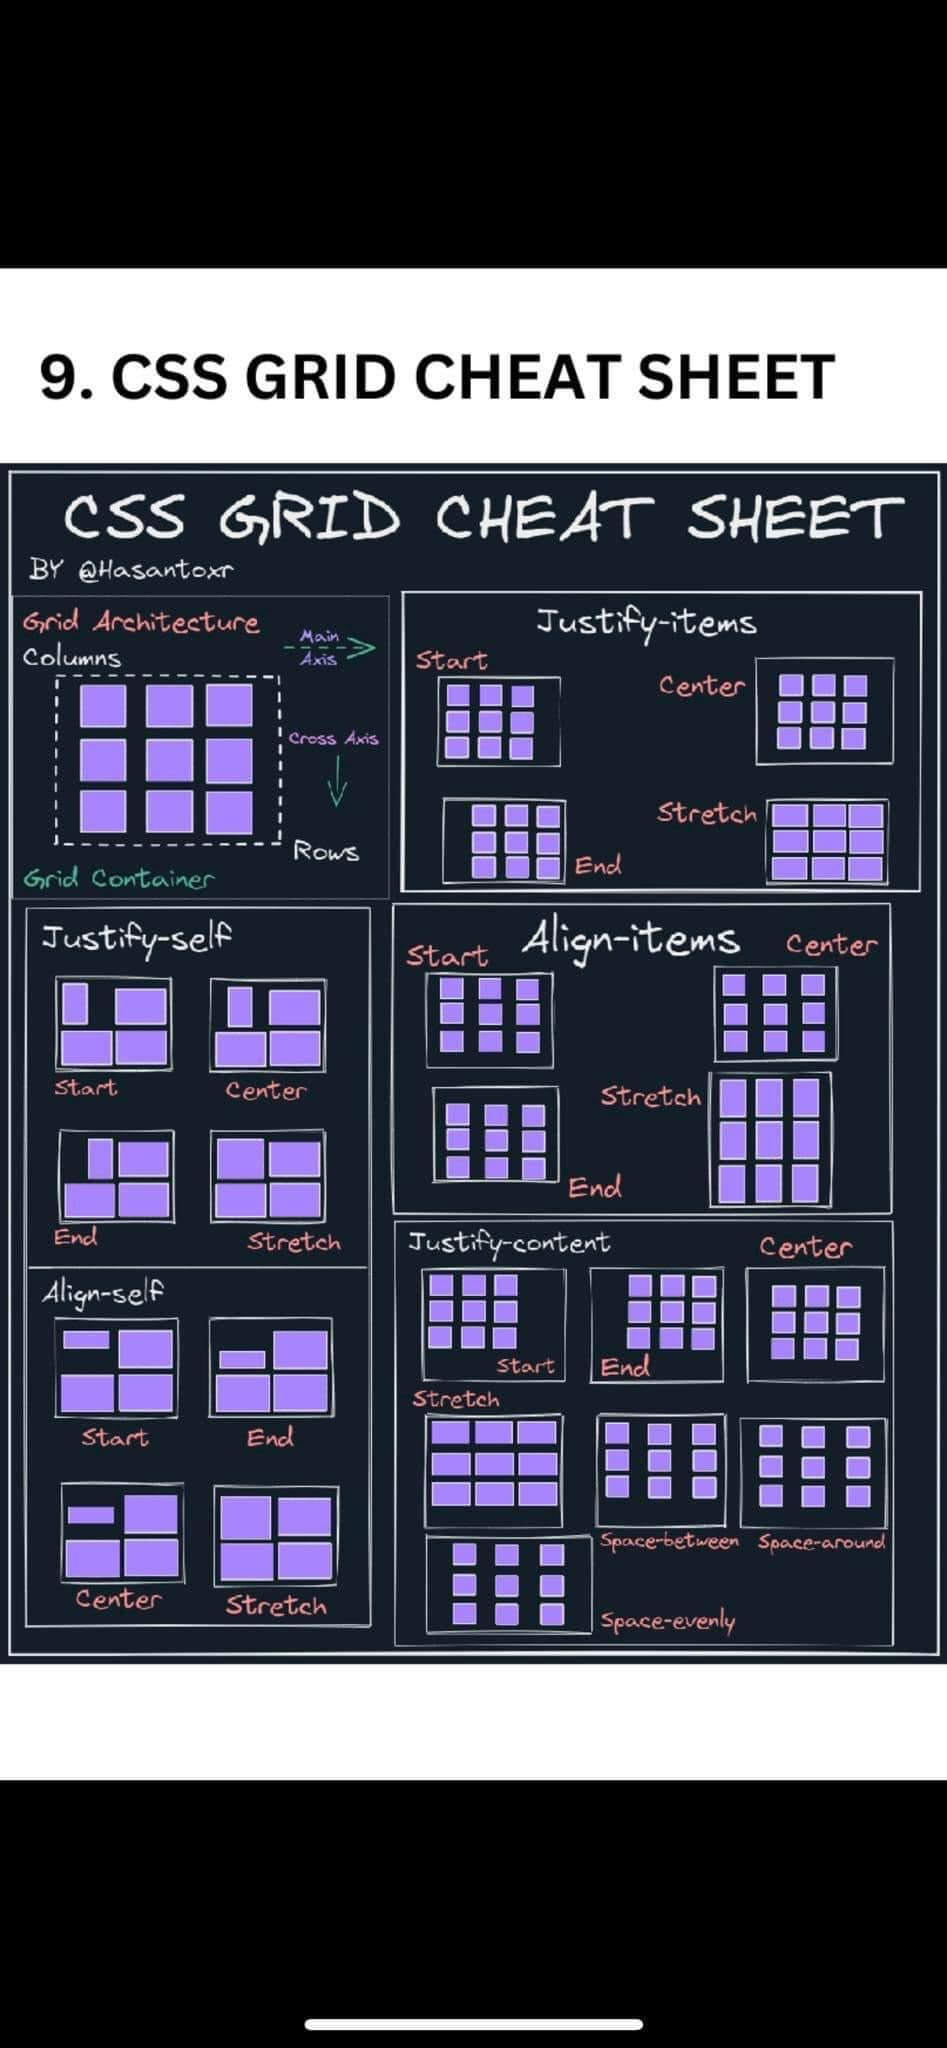 9. CSS GRID CHEAT SHEET
CSS GRID CHEAT SHEET
BY @Hasantoxr
Grid Architecture
Columns
Main
Axis
Cross Axis
Rows
Grid Container
Justify-items
Start
Center
End
Stretch
Justify-self
Start
Center
End
Stretch
Align-items
Start
Center
Stretch
End
Align-self
Start
End
Center
Stretch
Justify-content
Center
Start
End
Stretch
Space-between
Space-around
Space-evenly